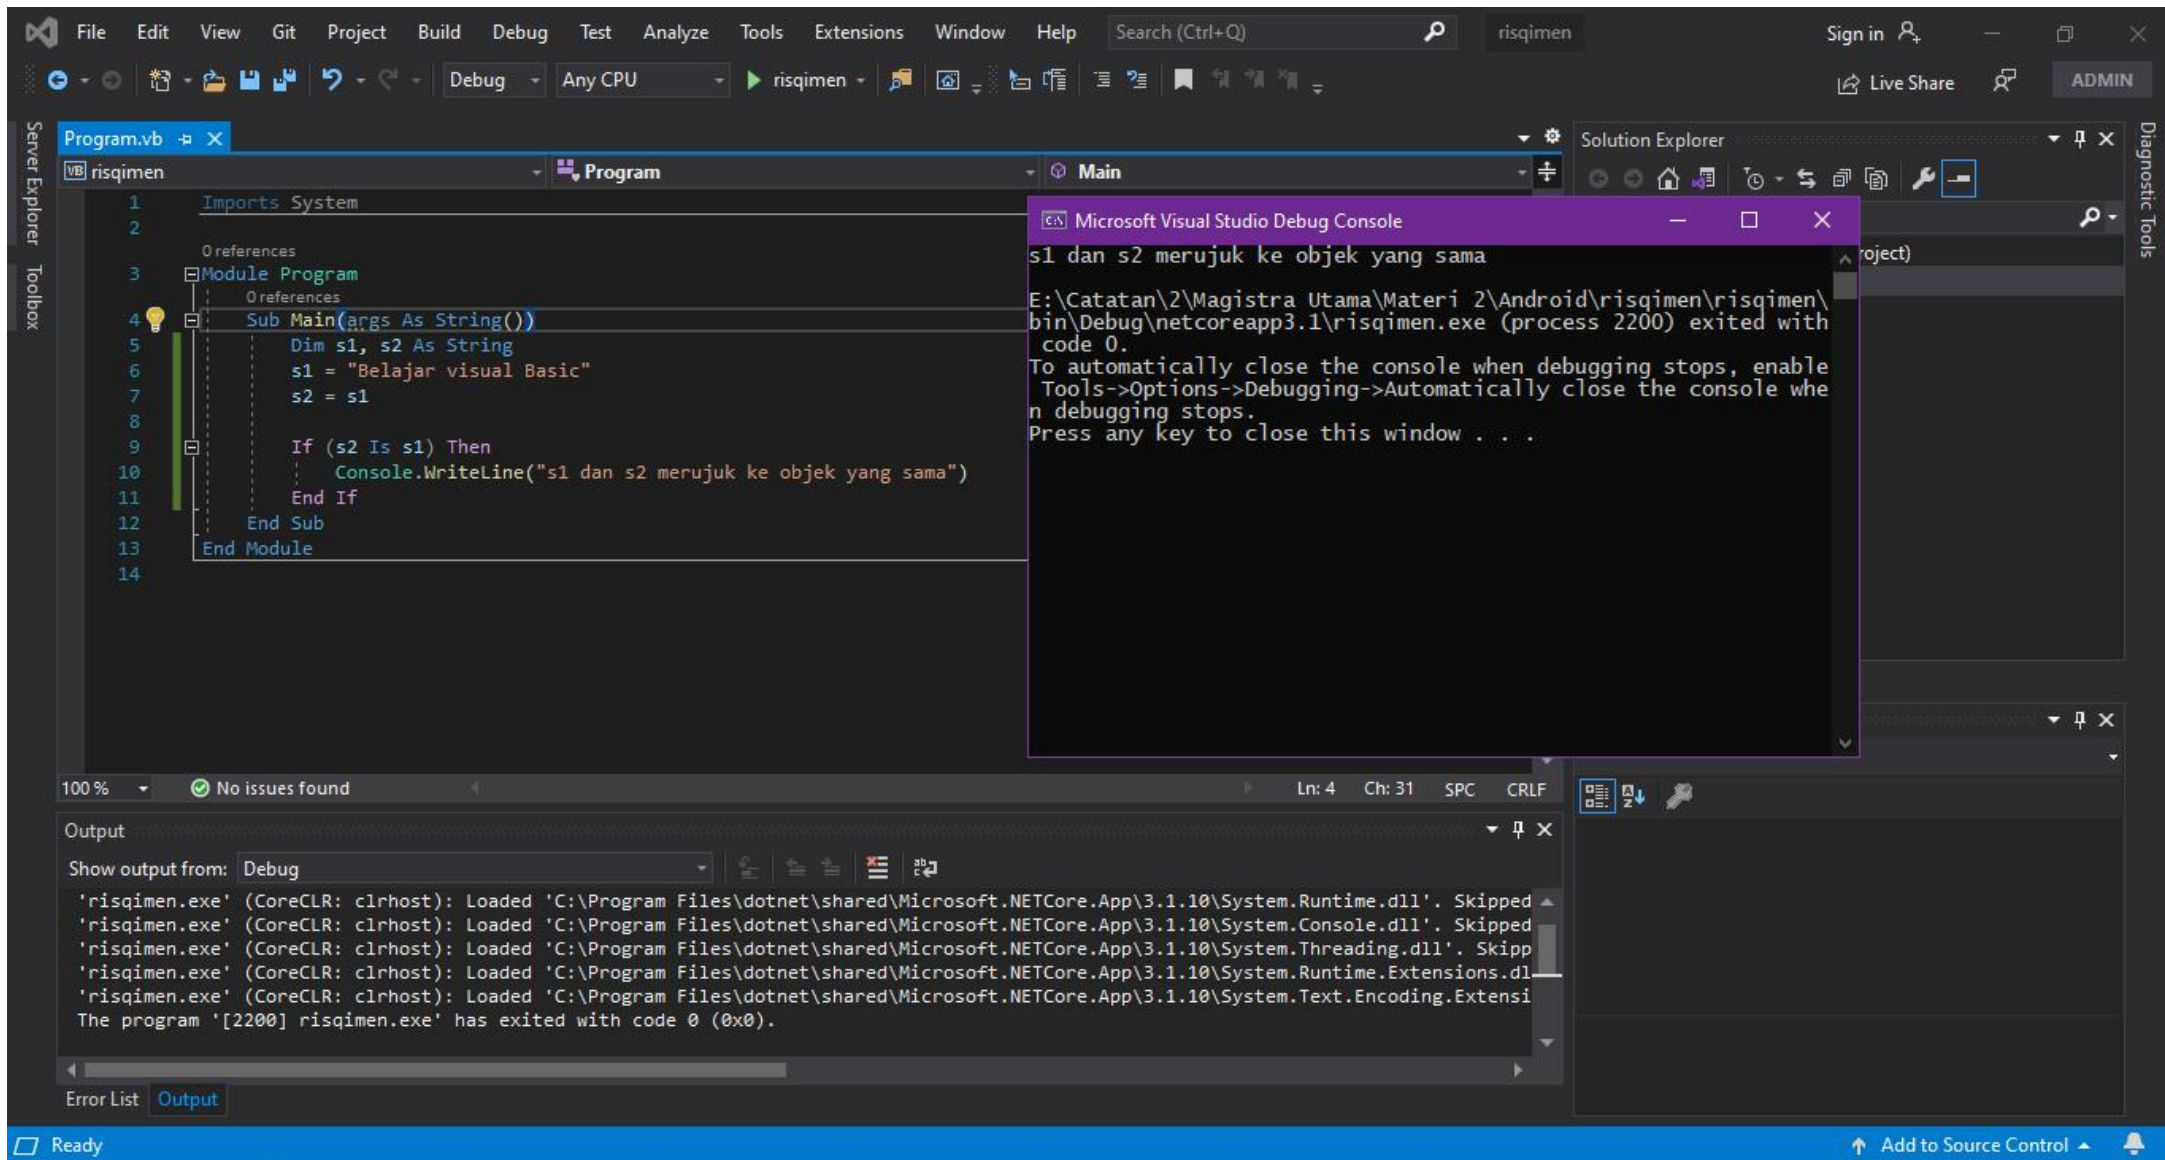 File Edit View Git Project Build Debug Test Analyze Tools Extensions Window Help Search (Ctrl+Q) risqimen Sign in
Debug Any CPU risqimen Live Share ADMIN
Server Explorer
Toolbox
Program.vb
VB risqimen Program Main
1 Imports System
2
0 references
3 Module Program
0 references
4 Sub Main(args As String())
5 Dim s1, s2 As String
6 s1 = "Belajar visual Basic"
7 s2 = s1
8
9 If (s2 Is s1) Then
10 Console.WriteLine("s1 dan s2 merujuk ke objek yang sama")
11 End If
12 End Sub
13 End Module
14
100 % No issues found Ln: 4 Ch: 31 SPC CRLF
Microsoft Visual Studio Debug Console
s1 dan s2 merujuk ke objek yang sama
E:\Catatan\2\Magistra Utama\Materi 2\Android\risqimen\risqimen\
bin\Debug\netcoreapp3.1\risqimen.exe (process 2200) exited with
code 0.
To automatically close the console when debugging stops, enable
Tools->Options->Debugging->Automatically close the console whe
n debugging stops.
Press any key to close this window . . .
Solution Explorer
roject)
Diagnostic Tools
Output
Show output from: Debug
'risqimen.exe' (CoreCLR: clrhost): Loaded 'C:\Program Files\dotnet\shared\Microsoft.NETCore.App\3.1.10\System.Runtime.dll'. Skipped
'risqimen.exe' (CoreCLR: clrhost): Loaded 'C:\Program Files\dotnet\shared\Microsoft.NETCore.App\3.1.10\System.Console.dll'. Skipped
'risqimen.exe' (CoreCLR: clrhost): Loaded 'C:\Program Files\dotnet\shared\Microsoft.NETCore.App\3.1.10\System.Threading.dll'. Skipp
'risqimen.exe' (CoreCLR: clrhost): Loaded 'C:\Program Files\dotnet\shared\Microsoft.NETCore.App\3.1.10\System.Runtime.Extensions.dl
'risqimen.exe' (CoreCLR: clrhost): Loaded 'C:\Program Files\dotnet\shared\Microsoft.NETCore.App\3.1.10\System.Text.Encoding.Extensi
The program '[2200] risqimen.exe' has exited with code 0 (0x0).
Error List Output
Ready Add to Source Control